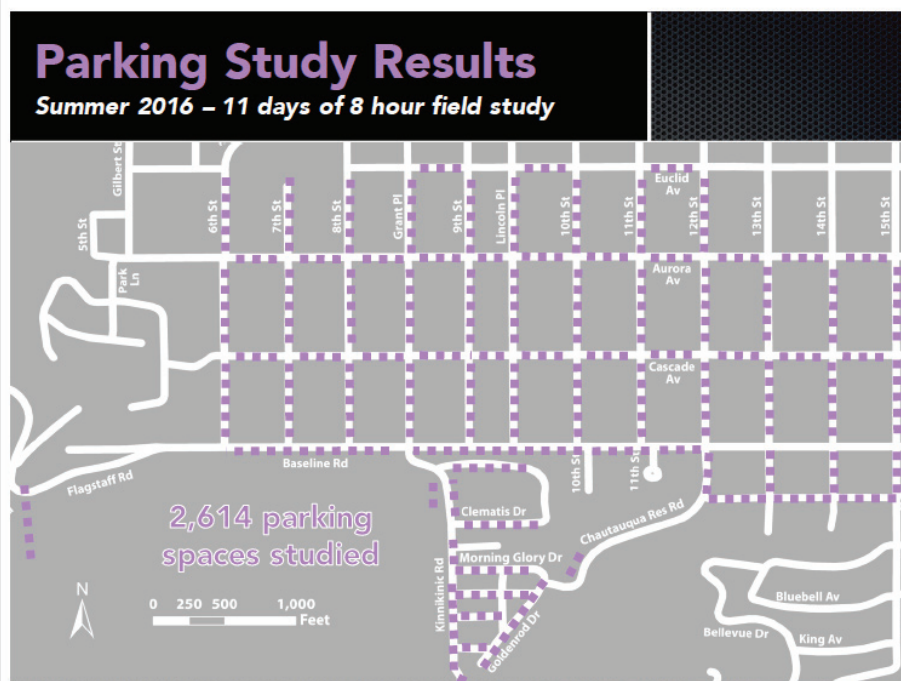 Parking Study Results
Summer 2016 – 11 days of 8 hour field study
Gilbert St
5th St
6th St
7th St
8th St
Grant Pl
9th St
Lincoln Pl
10th St
11th St
Euclid
Av
12th St
13th St
14th St
15th St
Park
Ln
Aurora
Av
Cascade
Av
Baseline Rd
Flagstaff Rd
10th St
11th St
2,614 parking
spaces studied
Clematis Dr
Chautauqua Res Rd
Morning Glory Dr
Kinnikinic Rd
Goldenrod Dr
Bluebell Av
Bellevue Dr
King Av
N
0 250 500 1,000
Feet